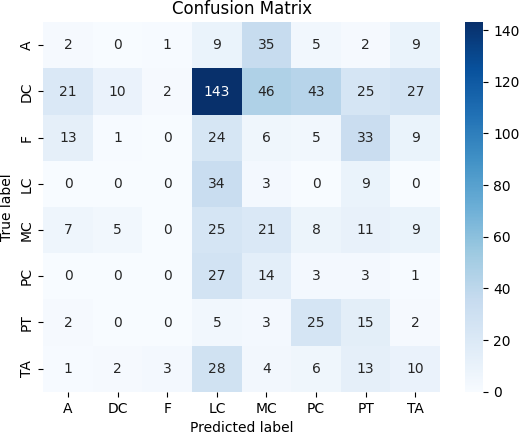 Confusion Matrix
A 2 0 1 9 35 5 2 9
DC 21 10 2 143 46 43 25 27
F 13 1 0 24 6 5 33 9
LC 0 0 0 34 3 0 9 0
MC 7 5 0 25 21 8 11 9
PC 0 0 0 27 14 3 3 1
PT 2 0 0 5 3 25 15 2
TA 1 2 3 28 4 6 13 10
A DC F LC MC PC PT TA
Predicted label
True label
140
120
100
80
60
40
20
0